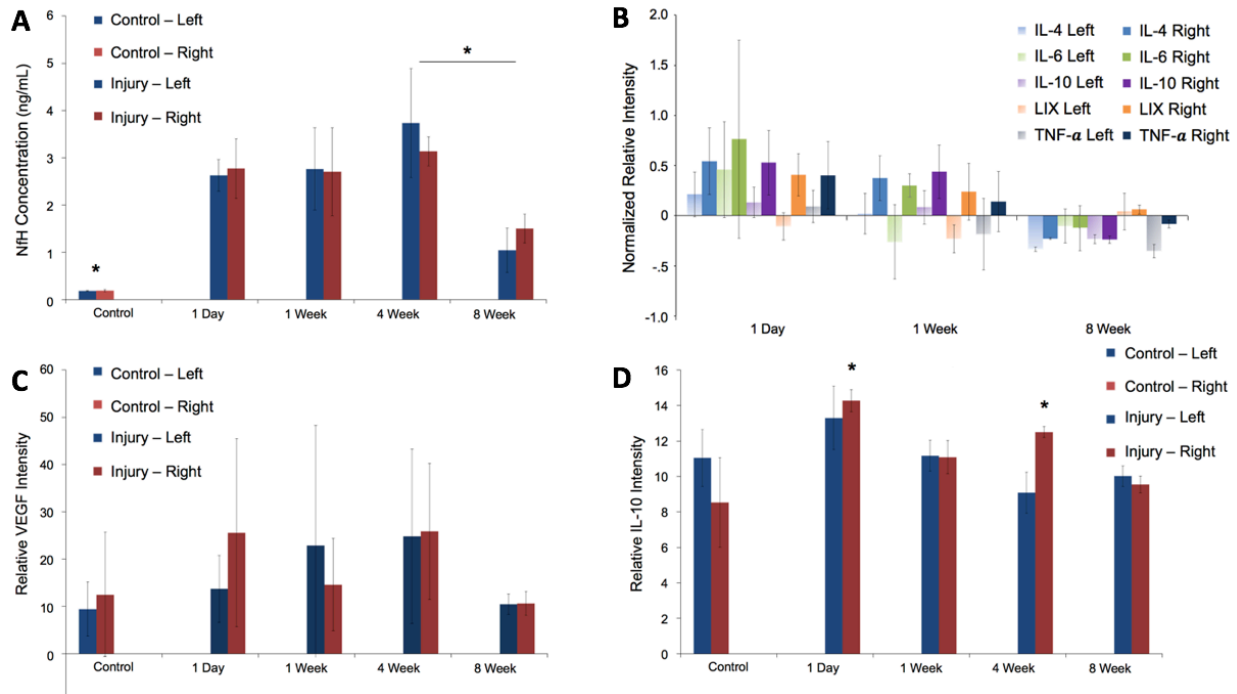 A
NfH Concentration (ng/mL)
6
5
4
3
2
1
0
Control – Left
Control – Right
Injury – Left
Injury – Right
*
*
Control
1 Day
1 Week
4 Week
8 Week
B
Normalized Relative Intensity
2.0
1.5
1.0
0.5
0
-.5
-1.0
IL-4 Left IL-4 Right
IL-6 Left IL-6 Right
IL-10 Left IL-10 Right
LIX Left LIX Right
TNF-α Left TNF-α Right
1 Day
1 Week
8 Week
C
Relative VEGF Intensity
60
50
40
30
20
10
0
Control – Left
Control – Right
Injury – Left
Injury – Right
Control
1 Day
1 Week
4 Week
8 Week
D
Relative IL-10 Intensity
16
14
12
10
8
6
4
2
0
Control – Left
Control – Right
Injury – Left
Injury – Right
*
*
Control
1 Day
1 Week
4 Week
8 Week